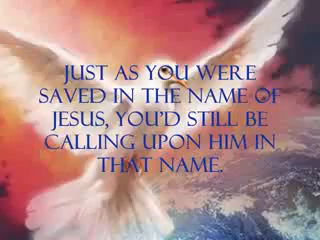 JUST AS YOU WERE
SAVED IN THE NAME OF
JESUS, YOU'D STILL BE
CALLING UPON HIM IN
THAT NAME.